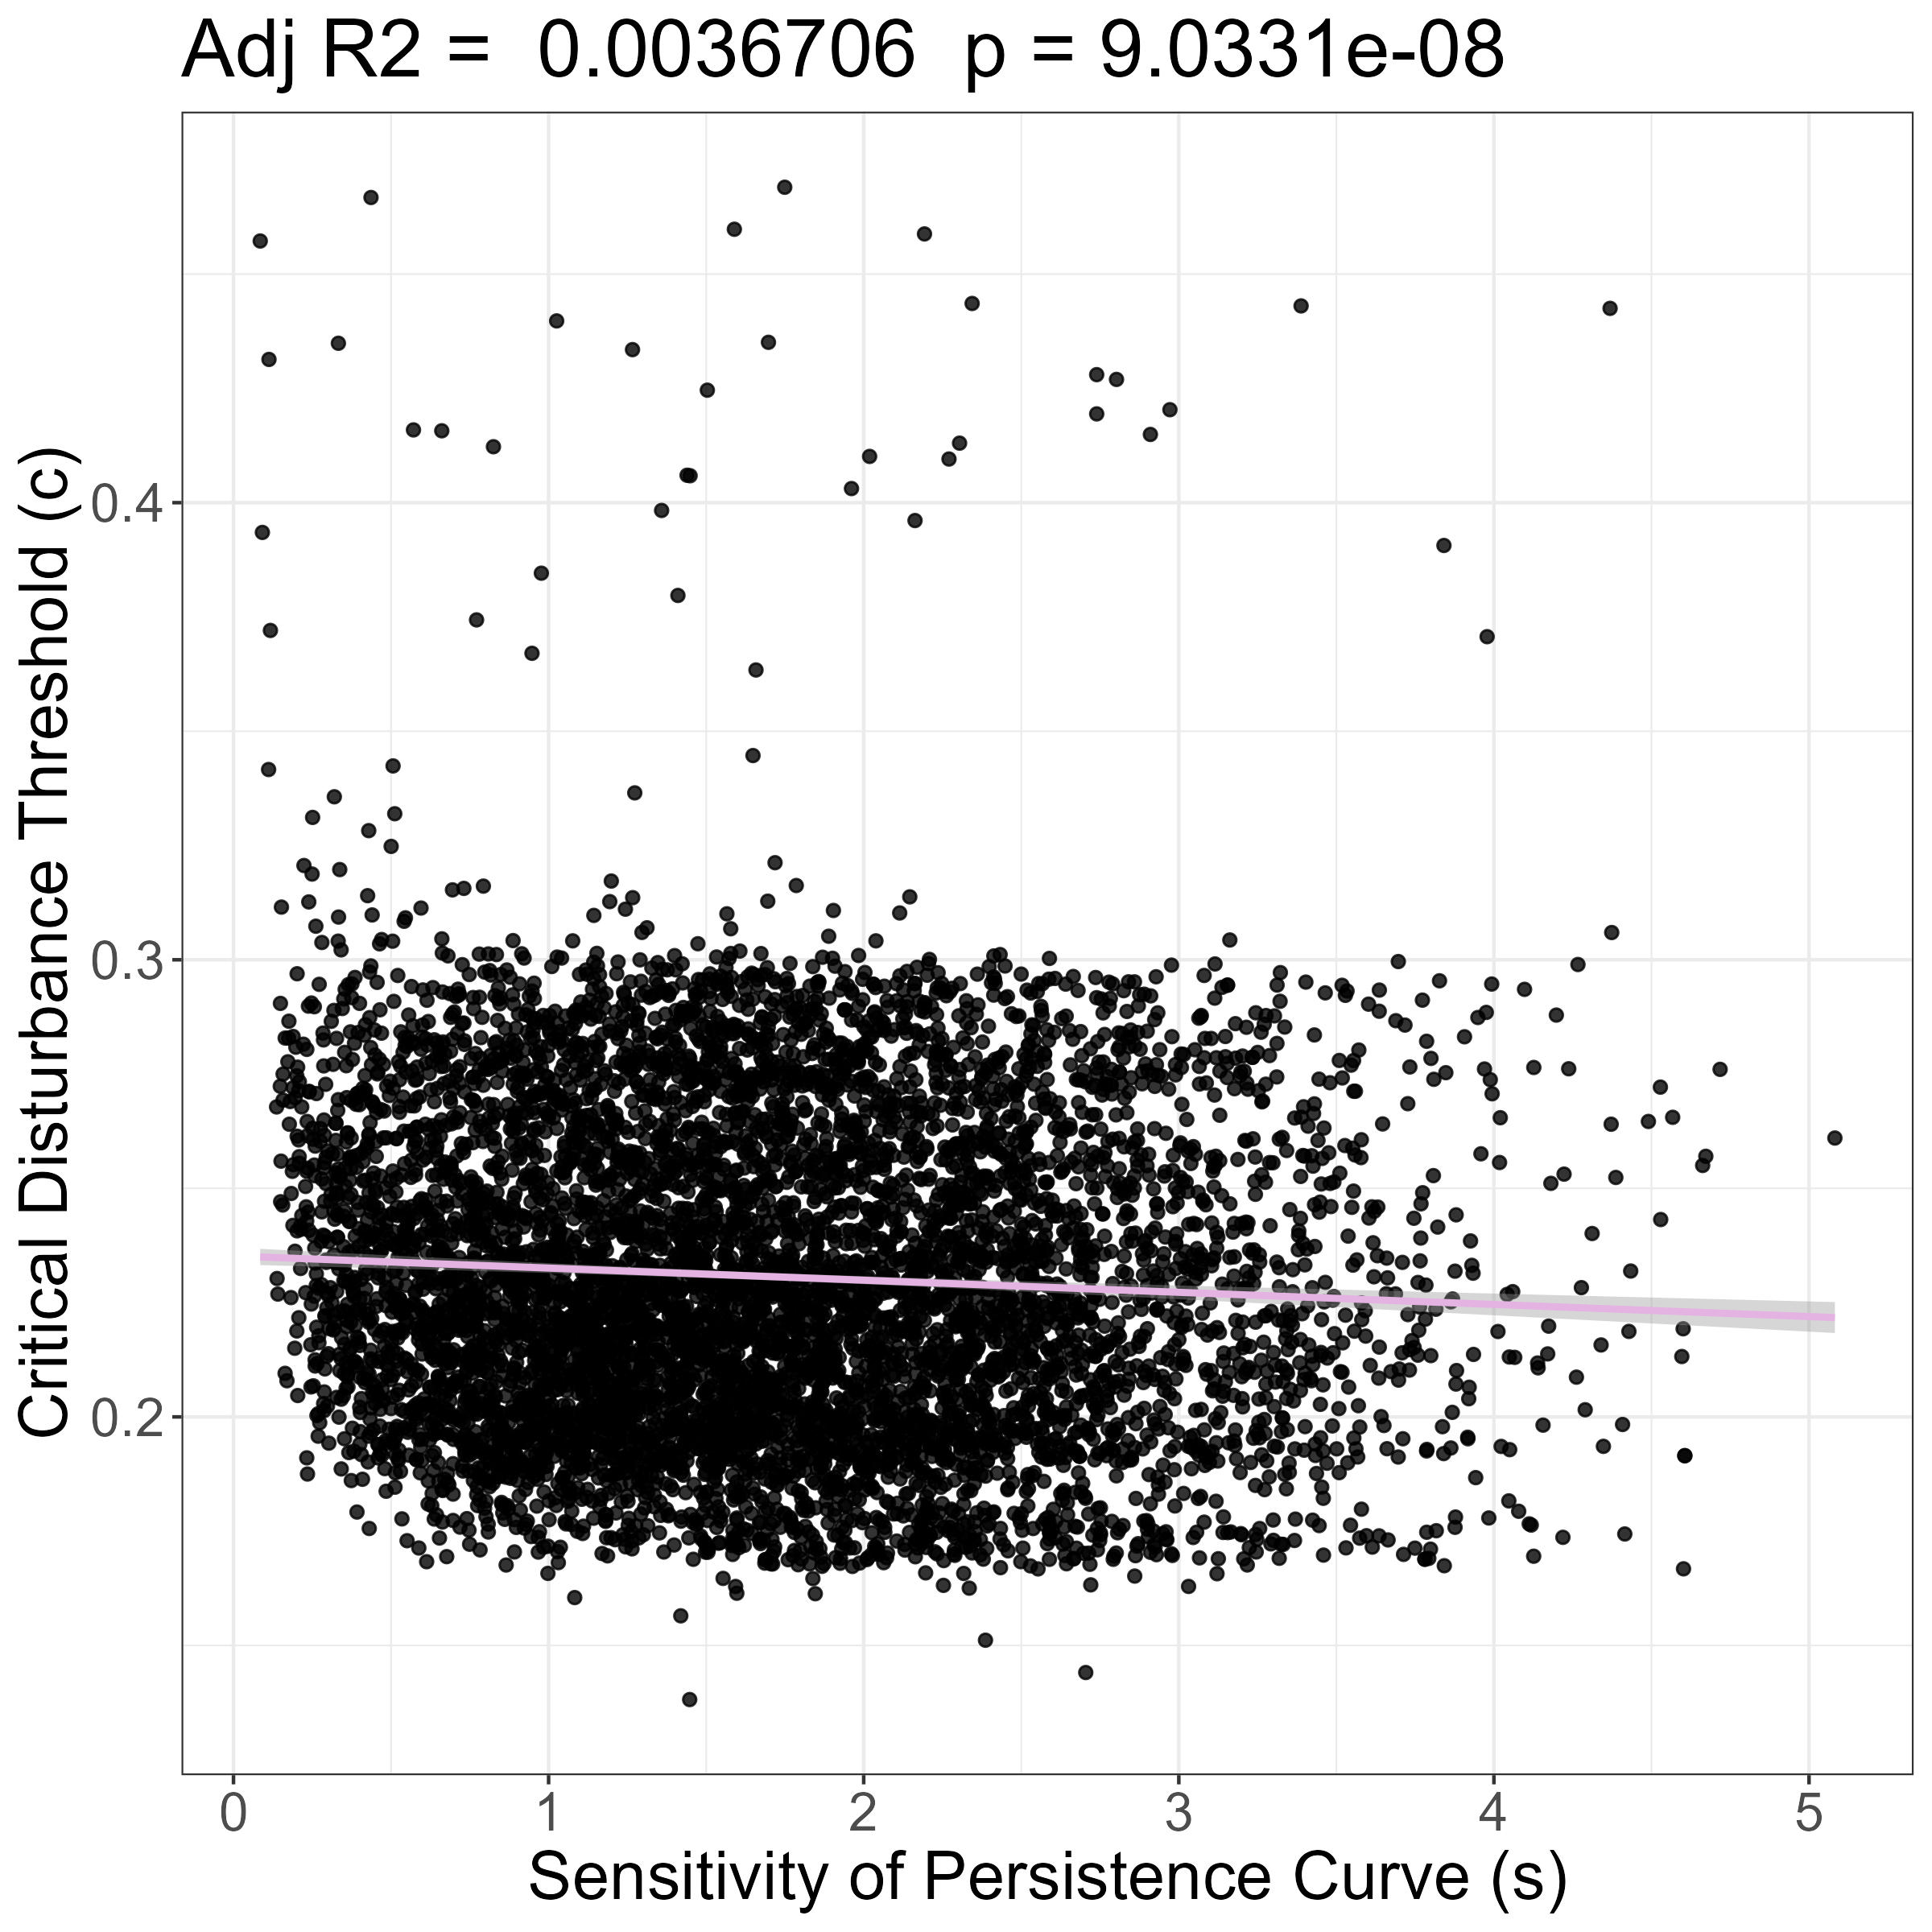 Adj R2 =  0.0036706  p = 9.0331e-08
Critical Disturbance Threshold (c)
0.4
0.3
0.2
0 1 2 3 4 5
Sensitivity of Persistence Curve (s)